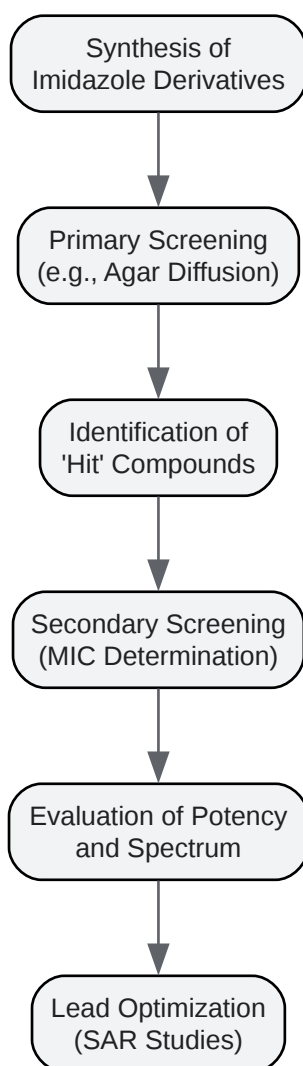 Synthesis of
Imidazole Derivatives
Primary Screening
(e.g., Agar Diffusion)
Identification of
'Hit' Compounds
Secondary Screening
(MIC Determination)
Evaluation of Potency
and Spectrum
Lead Optimization
(SAR Studies)